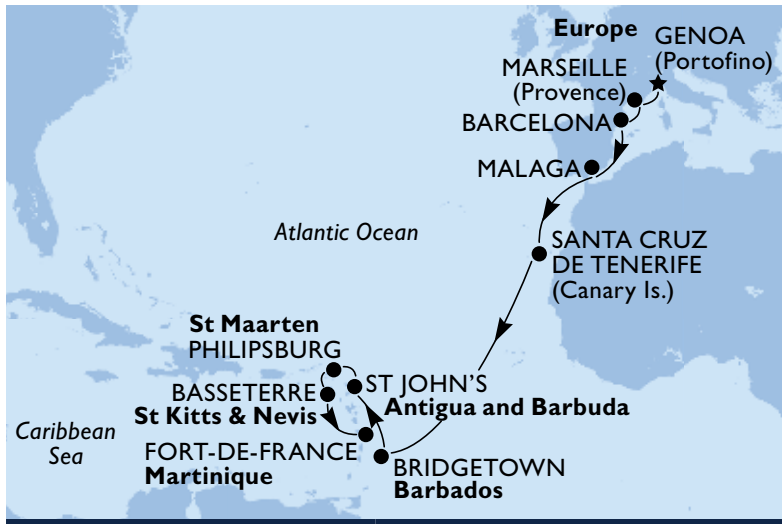 Europe
GENOA
(Portofino)
MARSEILLE
(Provence)
BARCELONA
MALAGA
Atlantic Ocean
SANTA CRUZ
DE TENERIFE
(Canary Is.)
St Maarten
PHILIPSBURG
ST JOHN'S
Antigua and Barbuda
BASSETERRE
St Kitts & Nevis
Caribbean
Sea
FORT-DE-FRANCE
Martinique
BRIDGETOWN
Barbados